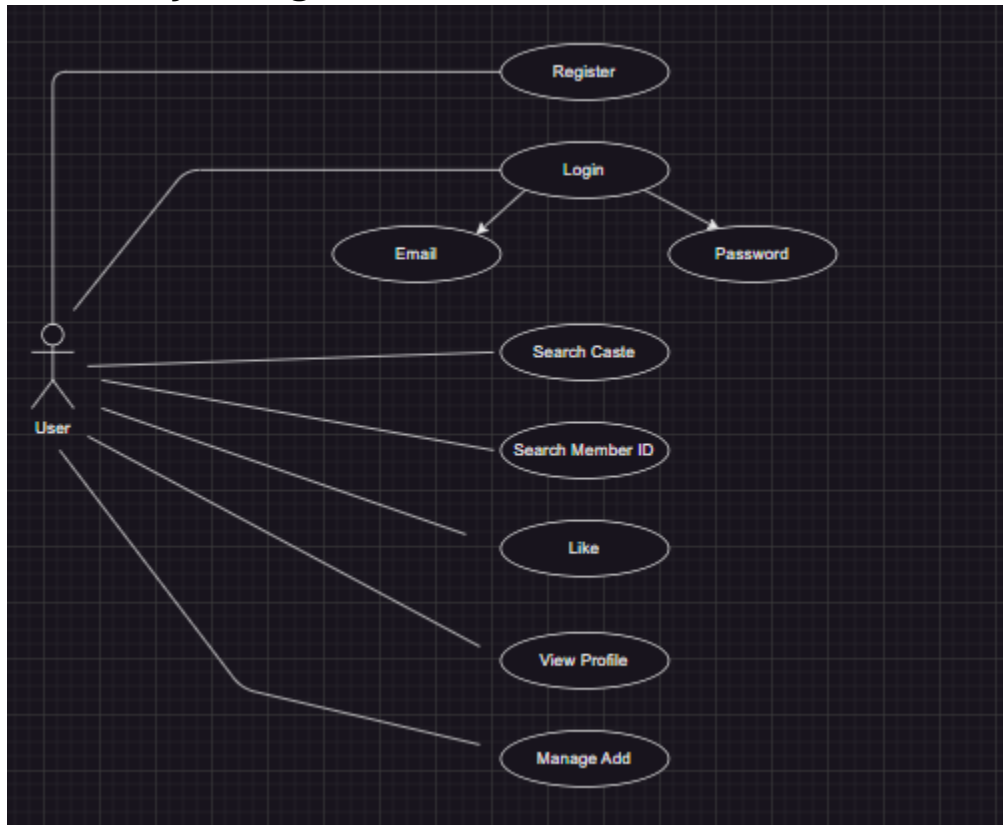 Register
Login
Email
Password
Search Caste
User
Search Member ID
Like
View Profile
Manage Add